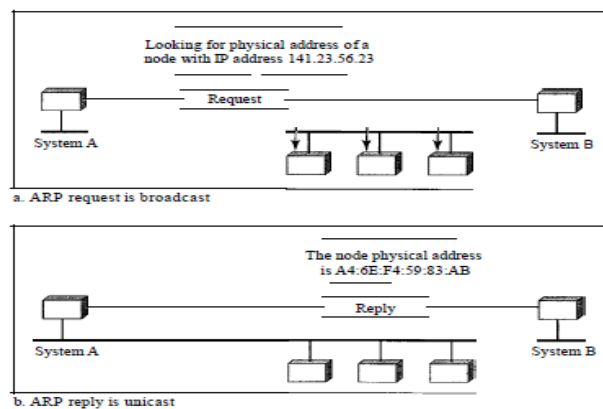 Looking for physical address of a
node with IP address 141.23.56.23
Request
System A
System B
a. ARP request is broadcast
The node physical address
is A4:6E:F4:59:83:AB
Reply
System A
System B
b. ARP reply is unicast